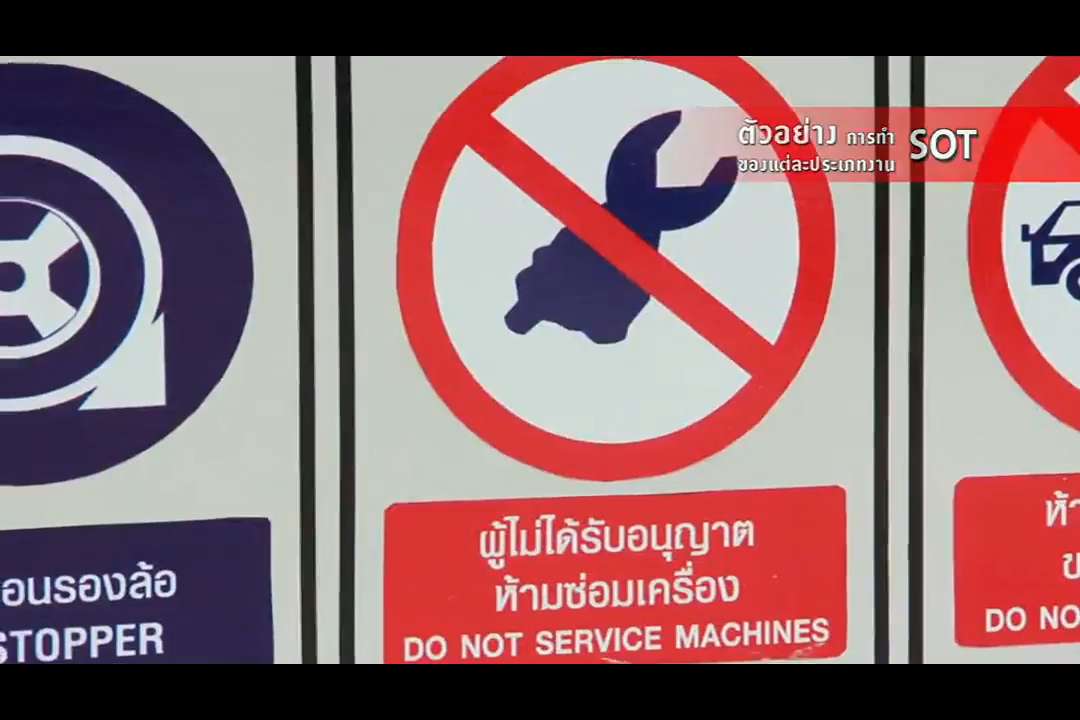 ตัวอย่าง การทำ SOT
ของแต่ละประเภทงาน
อนรองล้อ
STOPPER
ผู้ไม่ได้รับอนุญาต
ห้ามซ่อมเครื่อง
DO NOT SERVICE MACHINES
ห้า
ข
DO NO